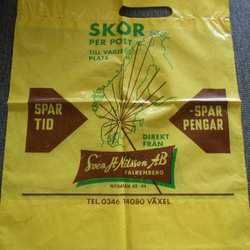 SKOR
PER POST
TILL VARJE
PLATS
SPAR
TID
-SPAR
PENGAR
DIREKT
FRÅN
Sven H. Nilsson AB
FALKENBERG
NYGATAN 62-64
TEL. 0346/14080 VÄXEL